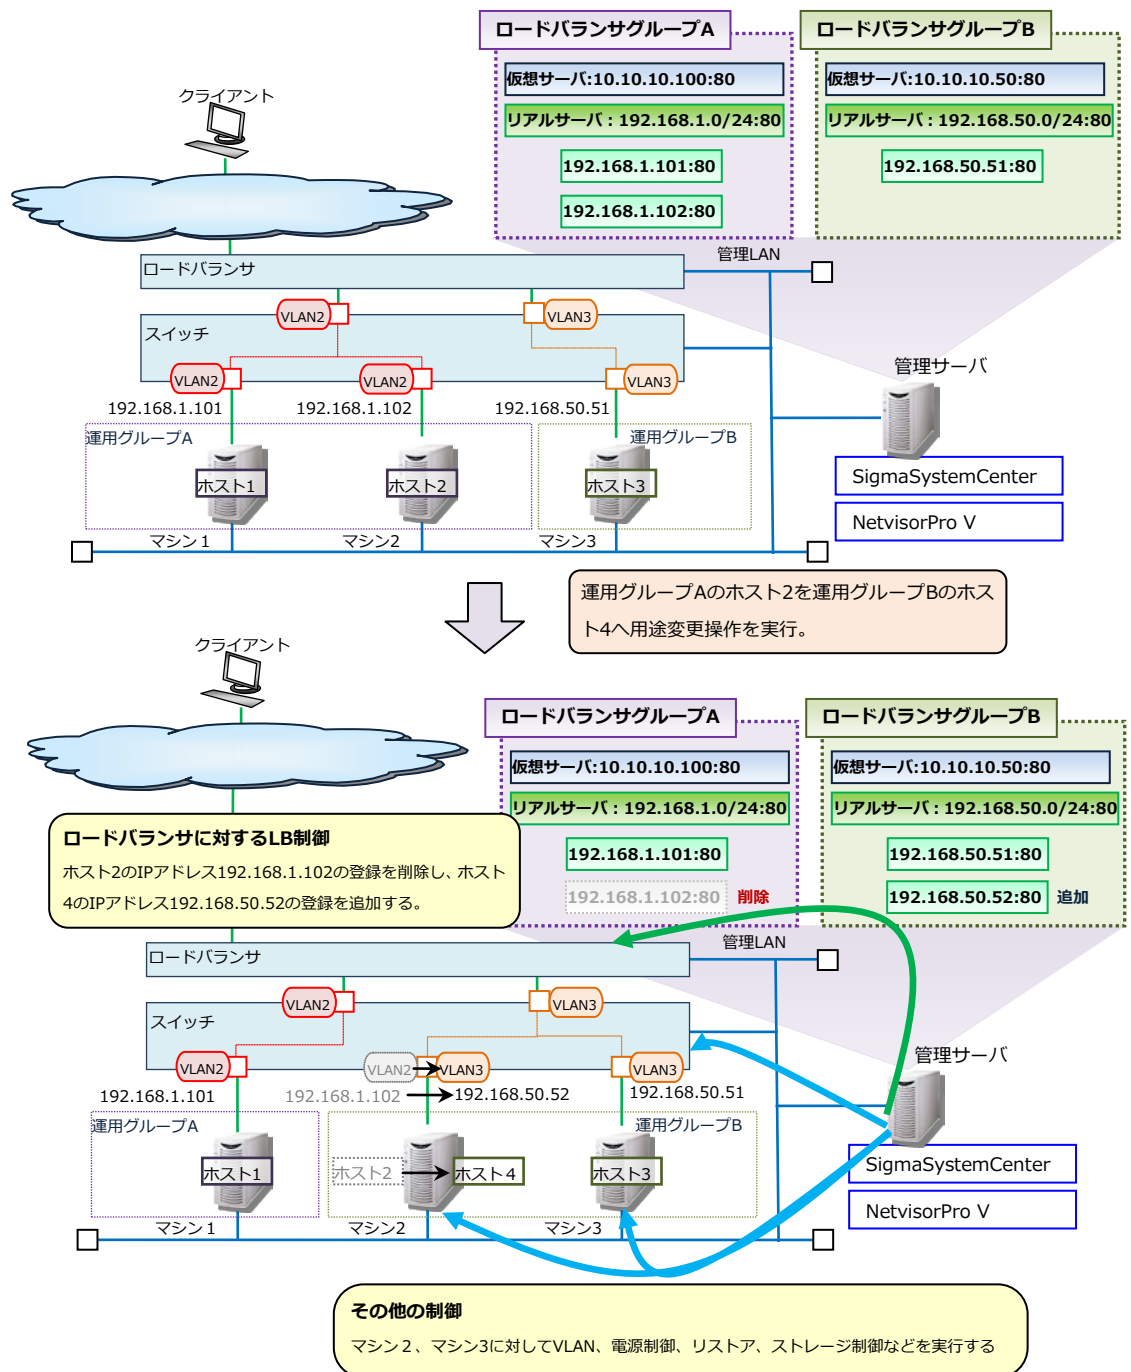 ロードバランサグループA
ロードバランサグループB
仮想サーバ:10.10.10.100:80
仮想サーバ:10.10.10.50:80
クライアント
リアルサーバ：192.168.1.0/24:80
リアルサーバ：192.168.50.0/24:80
192.168.1.101:80
192.168.50.51:80
192.168.1.102:80
管理LAN
ロードバランサ
VLAN2
VLAN3
スイッチ
管理サーバ
VLAN2
VLAN2
VLAN3
192.168.1.101
192.168.1.102
192.168.50.51
運用グループA
運用グループB
ホスト1
ホスト2
ホスト3
SigmaSystemCenter
NetvisorPro V
マシン１
マシン2
マシン3
運用グループAのホスト2を運用グループBのホス
ト4へ用途変更操作を実行。
クライアント
ロードバランサグループA
ロードバランサグループB
仮想サーバ:10.10.10.100:80
仮想サーバ:10.10.10.50:80
リアルサーバ：192.168.1.0/24:80
リアルサーバ：192.168.50.0/24:80
ロードバランサに対するLB制御
ホスト2のIPアドレス192.168.1.102の登録を削除し、ホスト
4のIPアドレス192.168.50.52の登録を追加する。
192.168.1.101:80
192.168.50.51:80
192.168.1.102:80 削除
192.168.50.52:80 追加
管理LAN
ロードバランサ
VLAN2
VLAN3
スイッチ
管理サーバ
VLAN2
VLAN2
VLAN3
VLAN3
192.168.1.101
192.168.1.102
192.168.50.52
192.168.50.51
運用グループA
運用グループB
ホスト1
ホスト2
ホスト４
ホスト3
SigmaSystemCenter
NetvisorPro V
マシン１
マシン2
マシン3
その他の制御
マシン２、マシン3に対してVLAN、電源制御、リストア、ストレージ制御などを実行する